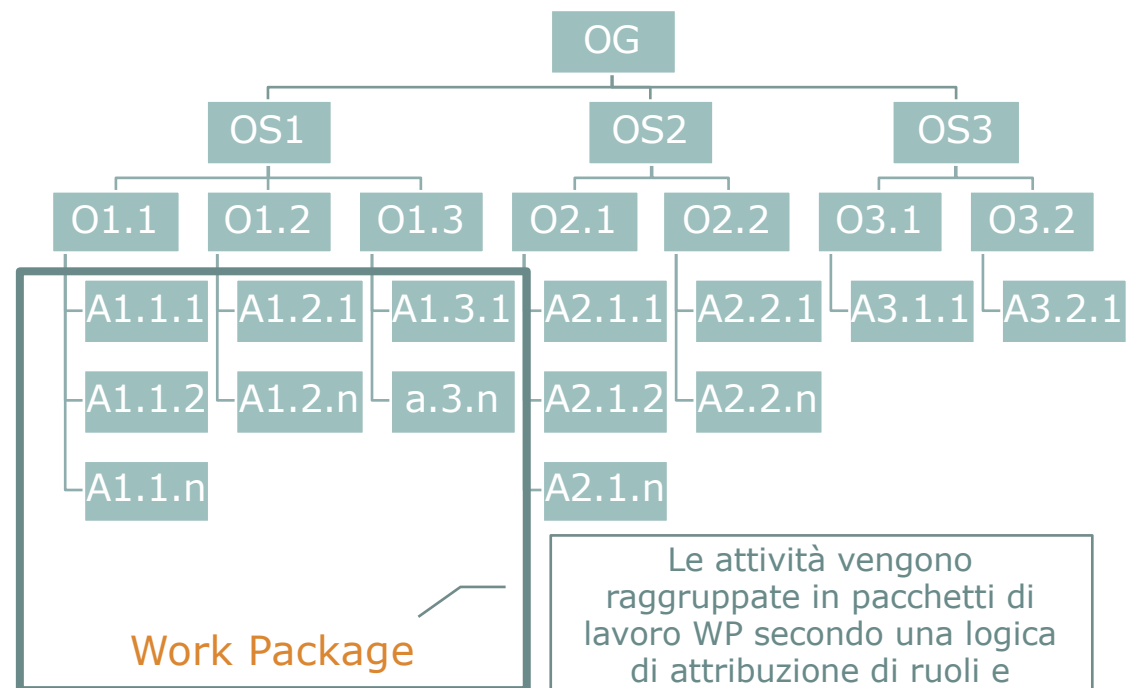 OG
OS1 OS2 OS3
O1.1 O1.2 O1.3 O2.1 O2.2 O3.1 O3.2
A1.1.1 A1.2.1 A1.3.1 A2.1.1 A2.2.1 A3.1.1 A3.2.1
A1.1.2 A1.2.n a.3.n A2.1.2 A2.2.n
A1.1.n A2.1.n
Work Package
Le attività vengono
raggruppate in pacchetti di
lavoro WP secondo una logica
di attribuzione di ruoli e